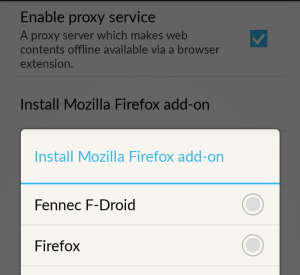 Enable proxy service
A proxy server which makes web
contents offline available via a browser
extension.
Install Mozilla Firefox add-on
Install Mozilla Firefox add-on
Fennec F-Droid
Firefox